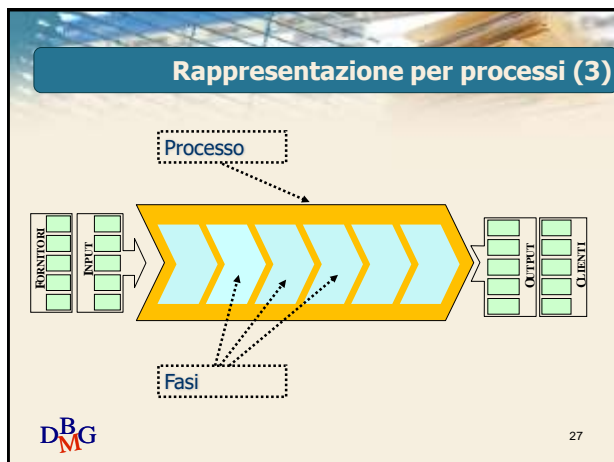 Rappresentazione per processi (3)
Processo
FORNITORI
INPUT
OUTPUT
CLIENTI
Fasi
DBMG
27